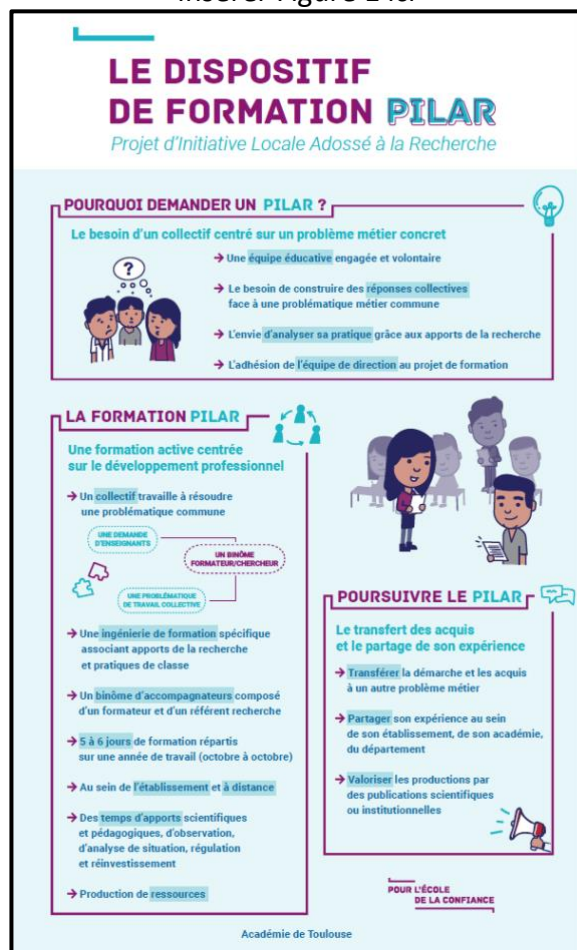 LE DISPOSITIF
DE FORMATION PILAR
Projet d'Initiative Locale Adossé à la Recherche
POURQUOI DEMANDER UN PILAR ?
Le besoin d'un collectif centré sur un problème métier concret
?
→ Une équipe éducative engagée et volontaire
→ Le besoin de construire des réponses collectives
face à une problématique métier commune
→ L'envie d'analyser sa pratique grâce aux apports de la recherche
→ L'adhésion de l'équipe de direction au projet de formation
LA FORMATION PILAR
Une formation active centrée
sur le développement professionnel
→ Un collectif travaille à résoudre
une problématique commune
UNE DEMANDE
D'ENSEIGNANTS
UN BINÔME
FORMATEUR/CHERCHEUR
UNE PROBLÉMATIQUE
DE TRAVAIL COLLECTIVE
→ Une ingénierie de formation spécifique
associant apports de la recherche
et pratiques de classe
→ Un binôme d'accompagnateurs composé
d'un formateur et d'un référent recherche
→ 5 à 6 jours de formation répartis
sur une année de travail (octobre à octobre)
→ Au sein de l'établissement et à distance
→ Des temps d'apports scientifiques
et pédagogiques, d'observation,
d'analyse de situation, régulation
et réinvestissement
→ Production de ressources
POURSUIVRE LE PILAR
Le transfert des acquis
et le partage de son expérience
→ Transférer la démarche et les acquis
à un autre problème métier
→ Partager son expérience au sein
de son établissement, de son académie,
du département
→ Valoriser les productions par
des publications scientifiques
ou institutionnelles
POUR L'ÉCOLE
DE LA CONFIANCE
Académie de Toulouse